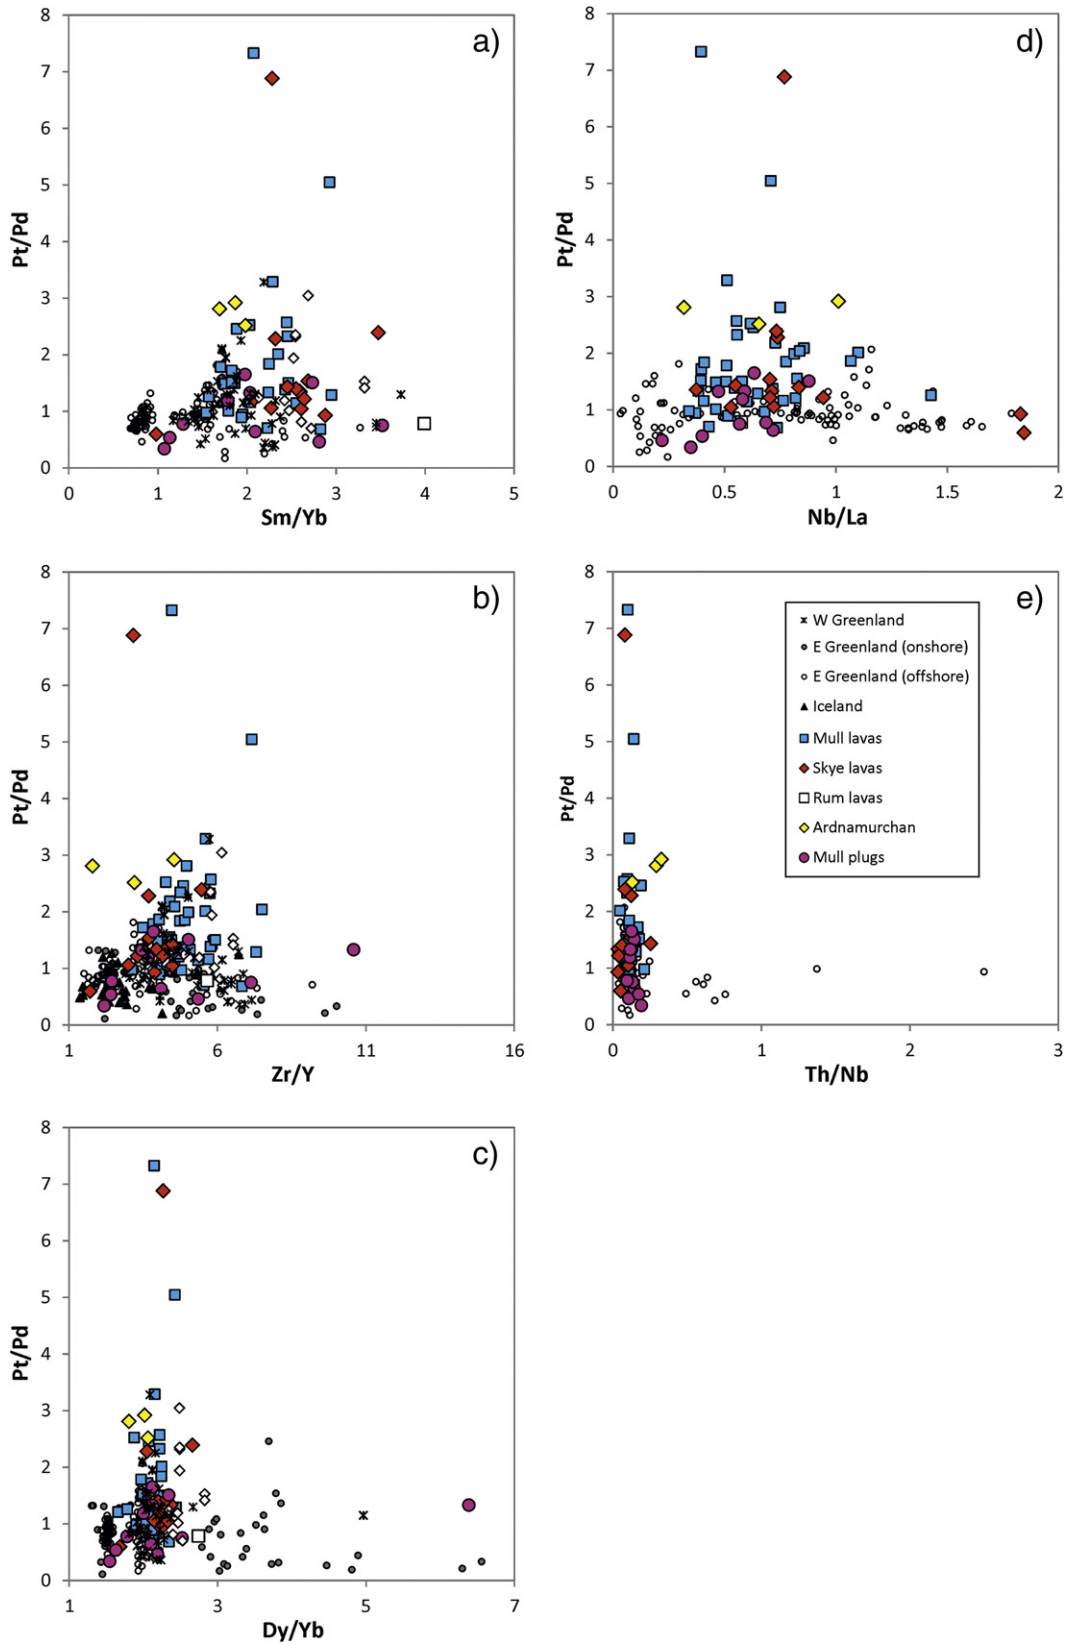 a)
8
7
6
5
4
3
2
1
0
Pt/Pd
0 1 2 3 4 5
Sm/Yb
d)
8
7
6
5
4
3
2
1
0
Pt/Pd
0 0.5 1 1.5 2
Nb/La
b)
8
7
6
5
4
3
2
1
0
Pt/Pd
1 6 11 16
Zr/Y
e)
8
7
6
5
4
3
2
1
0
Pt/Pd
W Greenland
E Greenland (onshore)
E Greenland (offshore)
Iceland
Mull lavas
Skye lavas
Rum lavas
Ardnamurchan
Mull plugs
0 1 2 3
Th/Nb
c)
8
7
6
5
4
3
2
1
0
Pt/Pd
1 3 5 7
Dy/Yb